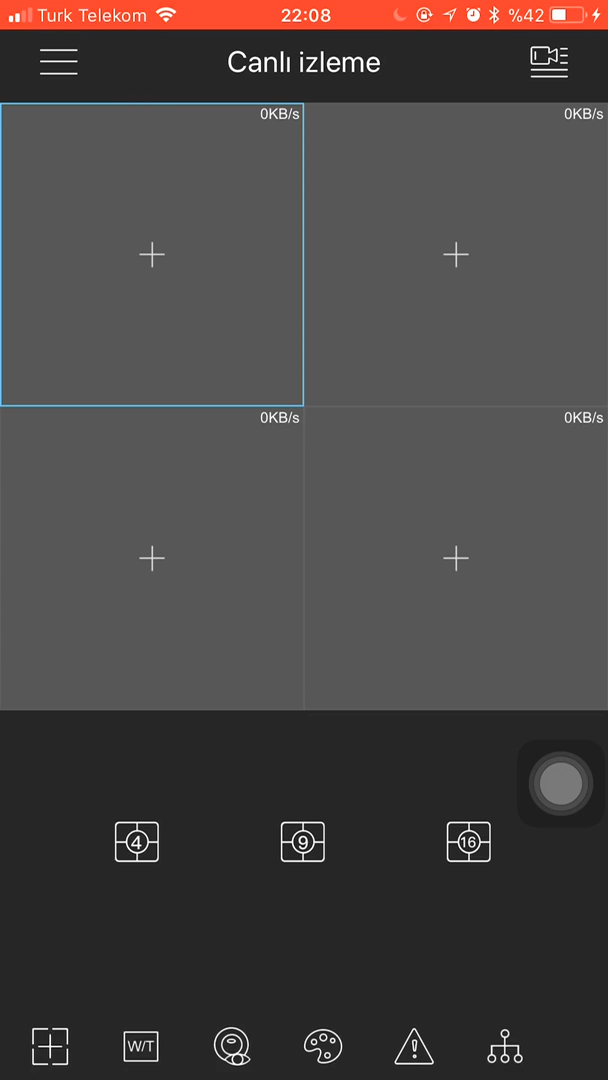 Turk Telekom 22:08 %42
Canlı izleme
0KB/s 0KB/s
0KB/s 0KB/s
4 9 16
W/T